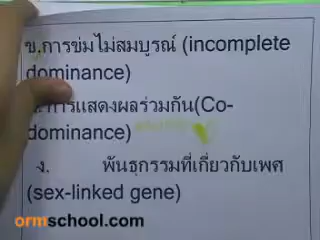 ข.การข่มไม่สมบูรณ์ (incomplete
dominance)
การแสดงผลร่วมกัน(Co-
dominance)
ง. พันธุกรรมที่เกี่ยวกับเพศ
(sex-linked gene)
ormschool.com